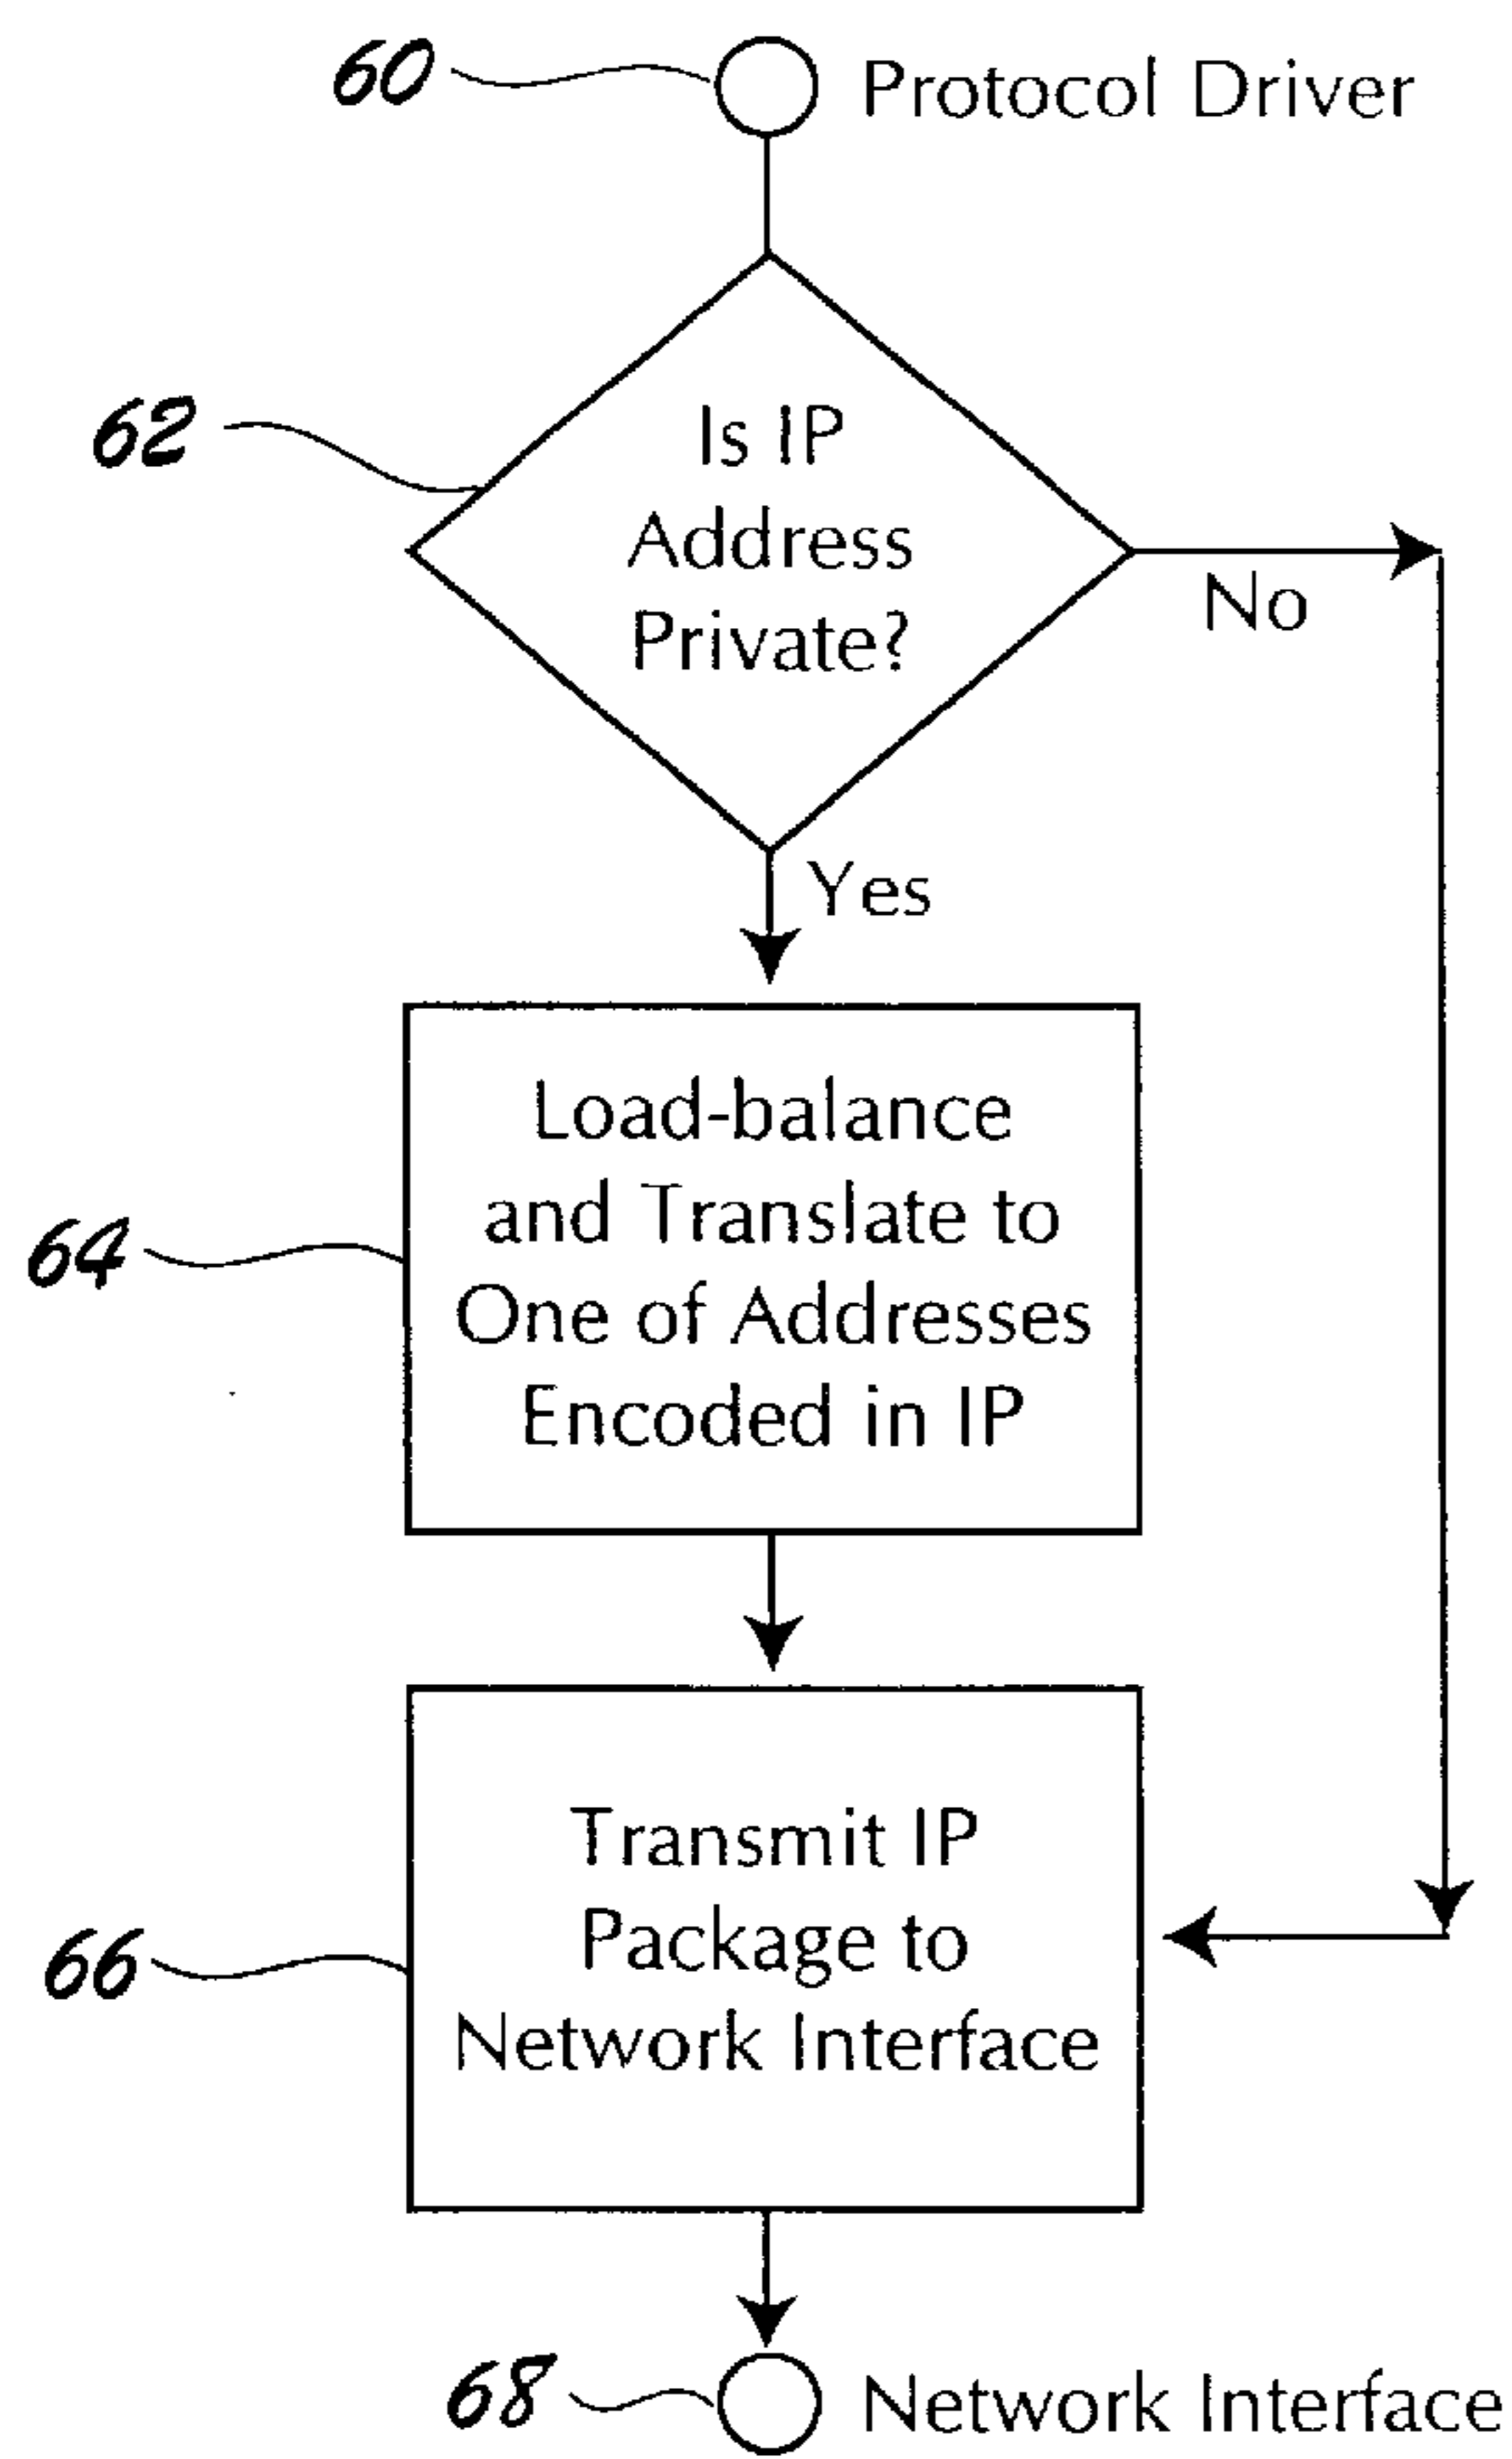 60 Protocol Driver
62
Is IP
Address
Private?
No
Yes
64
Load-balance
and Translate to
One of Addresses
Encoded in IP
66
Transmit IP
Package to
Network Interface
68 Network Interface